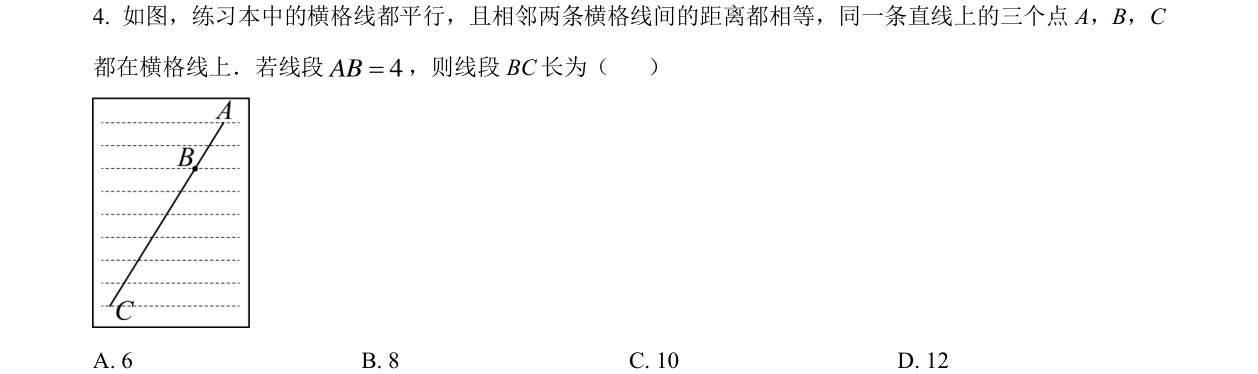 4. 如图，练习本中的横格线都平行，且相邻两条横格线间的距离都相等，同一条直线上的三个点 A，B，C
都在横格线上．若线段 AB = 4，则线段 BC 长为（　　）
A
B
C
A. 6 B. 8 C. 10 D. 12